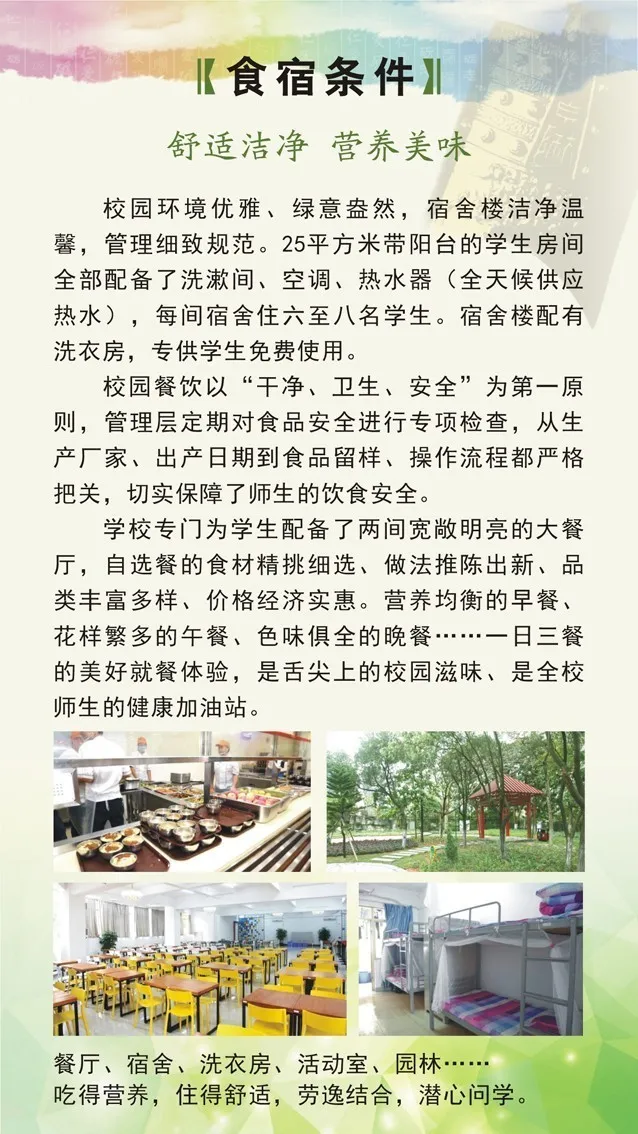 【食宿条件】
舒适洁净 营养美味
校园环境优雅、绿意盎然，宿舍楼洁净温
馨，管理细致规范。25平方米带阳台的学生房间
全部配备了洗漱间、空调、热水器（全天候供应
热水），每间宿舍住六至八名学生。宿舍楼配有
洗衣房，专供学生免费使用。
校园餐饮以“干净、卫生、安全”为第一原
则，管理层定期对食品安全进行专项检查，从生
产厂家、出产日期到食品留样、操作流程都严格
把关，切实保障了师生的饮食安全。
学校专门为学生配备了两间宽敞明亮的大餐
厅，自选餐的食材精挑细选、做法推陈出新、品
类丰富多样、价格经济实惠。营养均衡的早餐、
花样繁多的午餐、色味俱全的晚餐……一日三餐
的美好就餐体验，是舌尖上的校园滋味、是全校
师生的健康加油站。
餐厅、宿舍、洗衣房、活动室、园林……
吃得营养，住得舒适，劳逸结合，潜心问学。